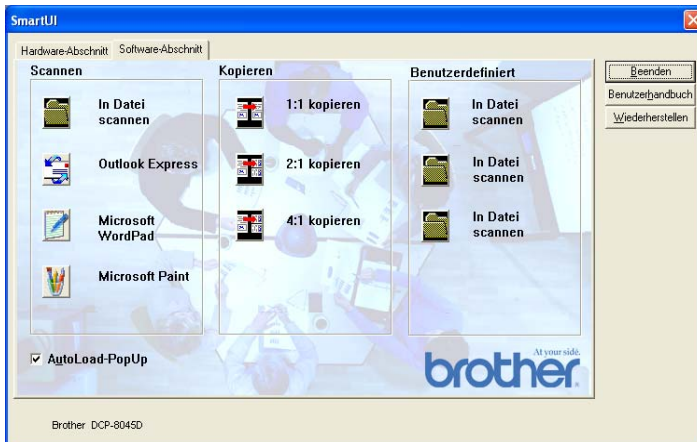 SmartUI
Hardware-Abschnitt
Software-Abschnitt
Scannen
In Datei
scannen
Outlook Express
Microsoft
WordPad
Microsoft Paint
Kopieren
1:1 kopieren
2:1 kopieren
4:1 kopieren
Benutzerdefiniert
In Datei
scannen
In Datei
scannen
In Datei
scannen
Beenden
Benutzerhandbuch
Wiederherstellen
AutoLoad-PopUp
At your side.
brother
Brother DCP-8045D